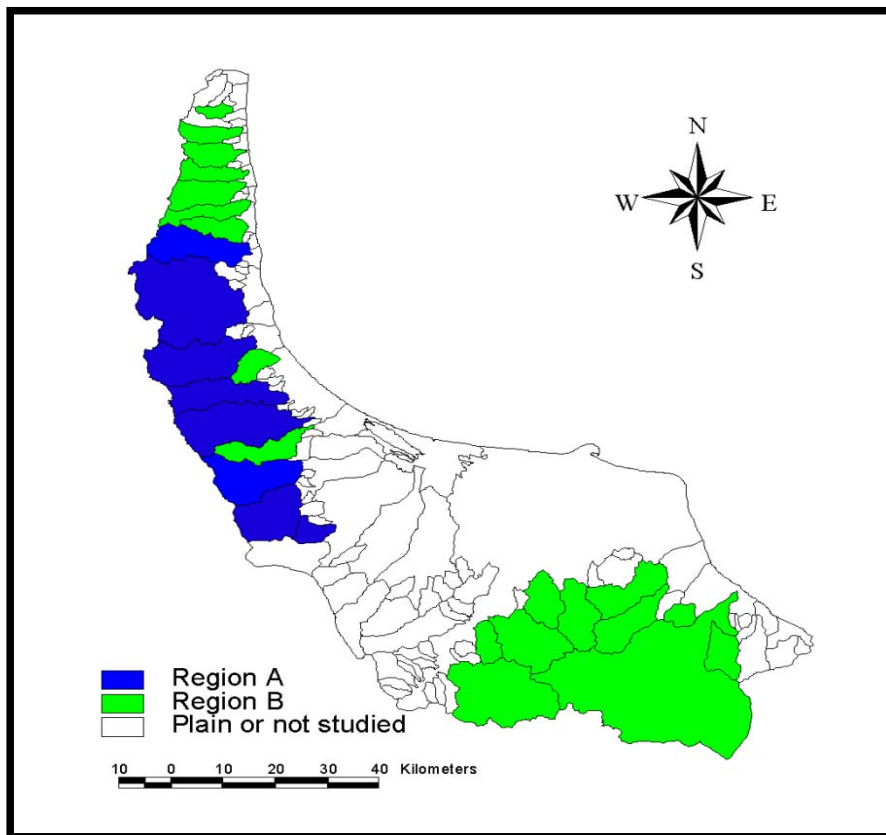 N
W E
S
Region A
Region B
Plain or not studied
10 0 10 20 30 40 Kilometers